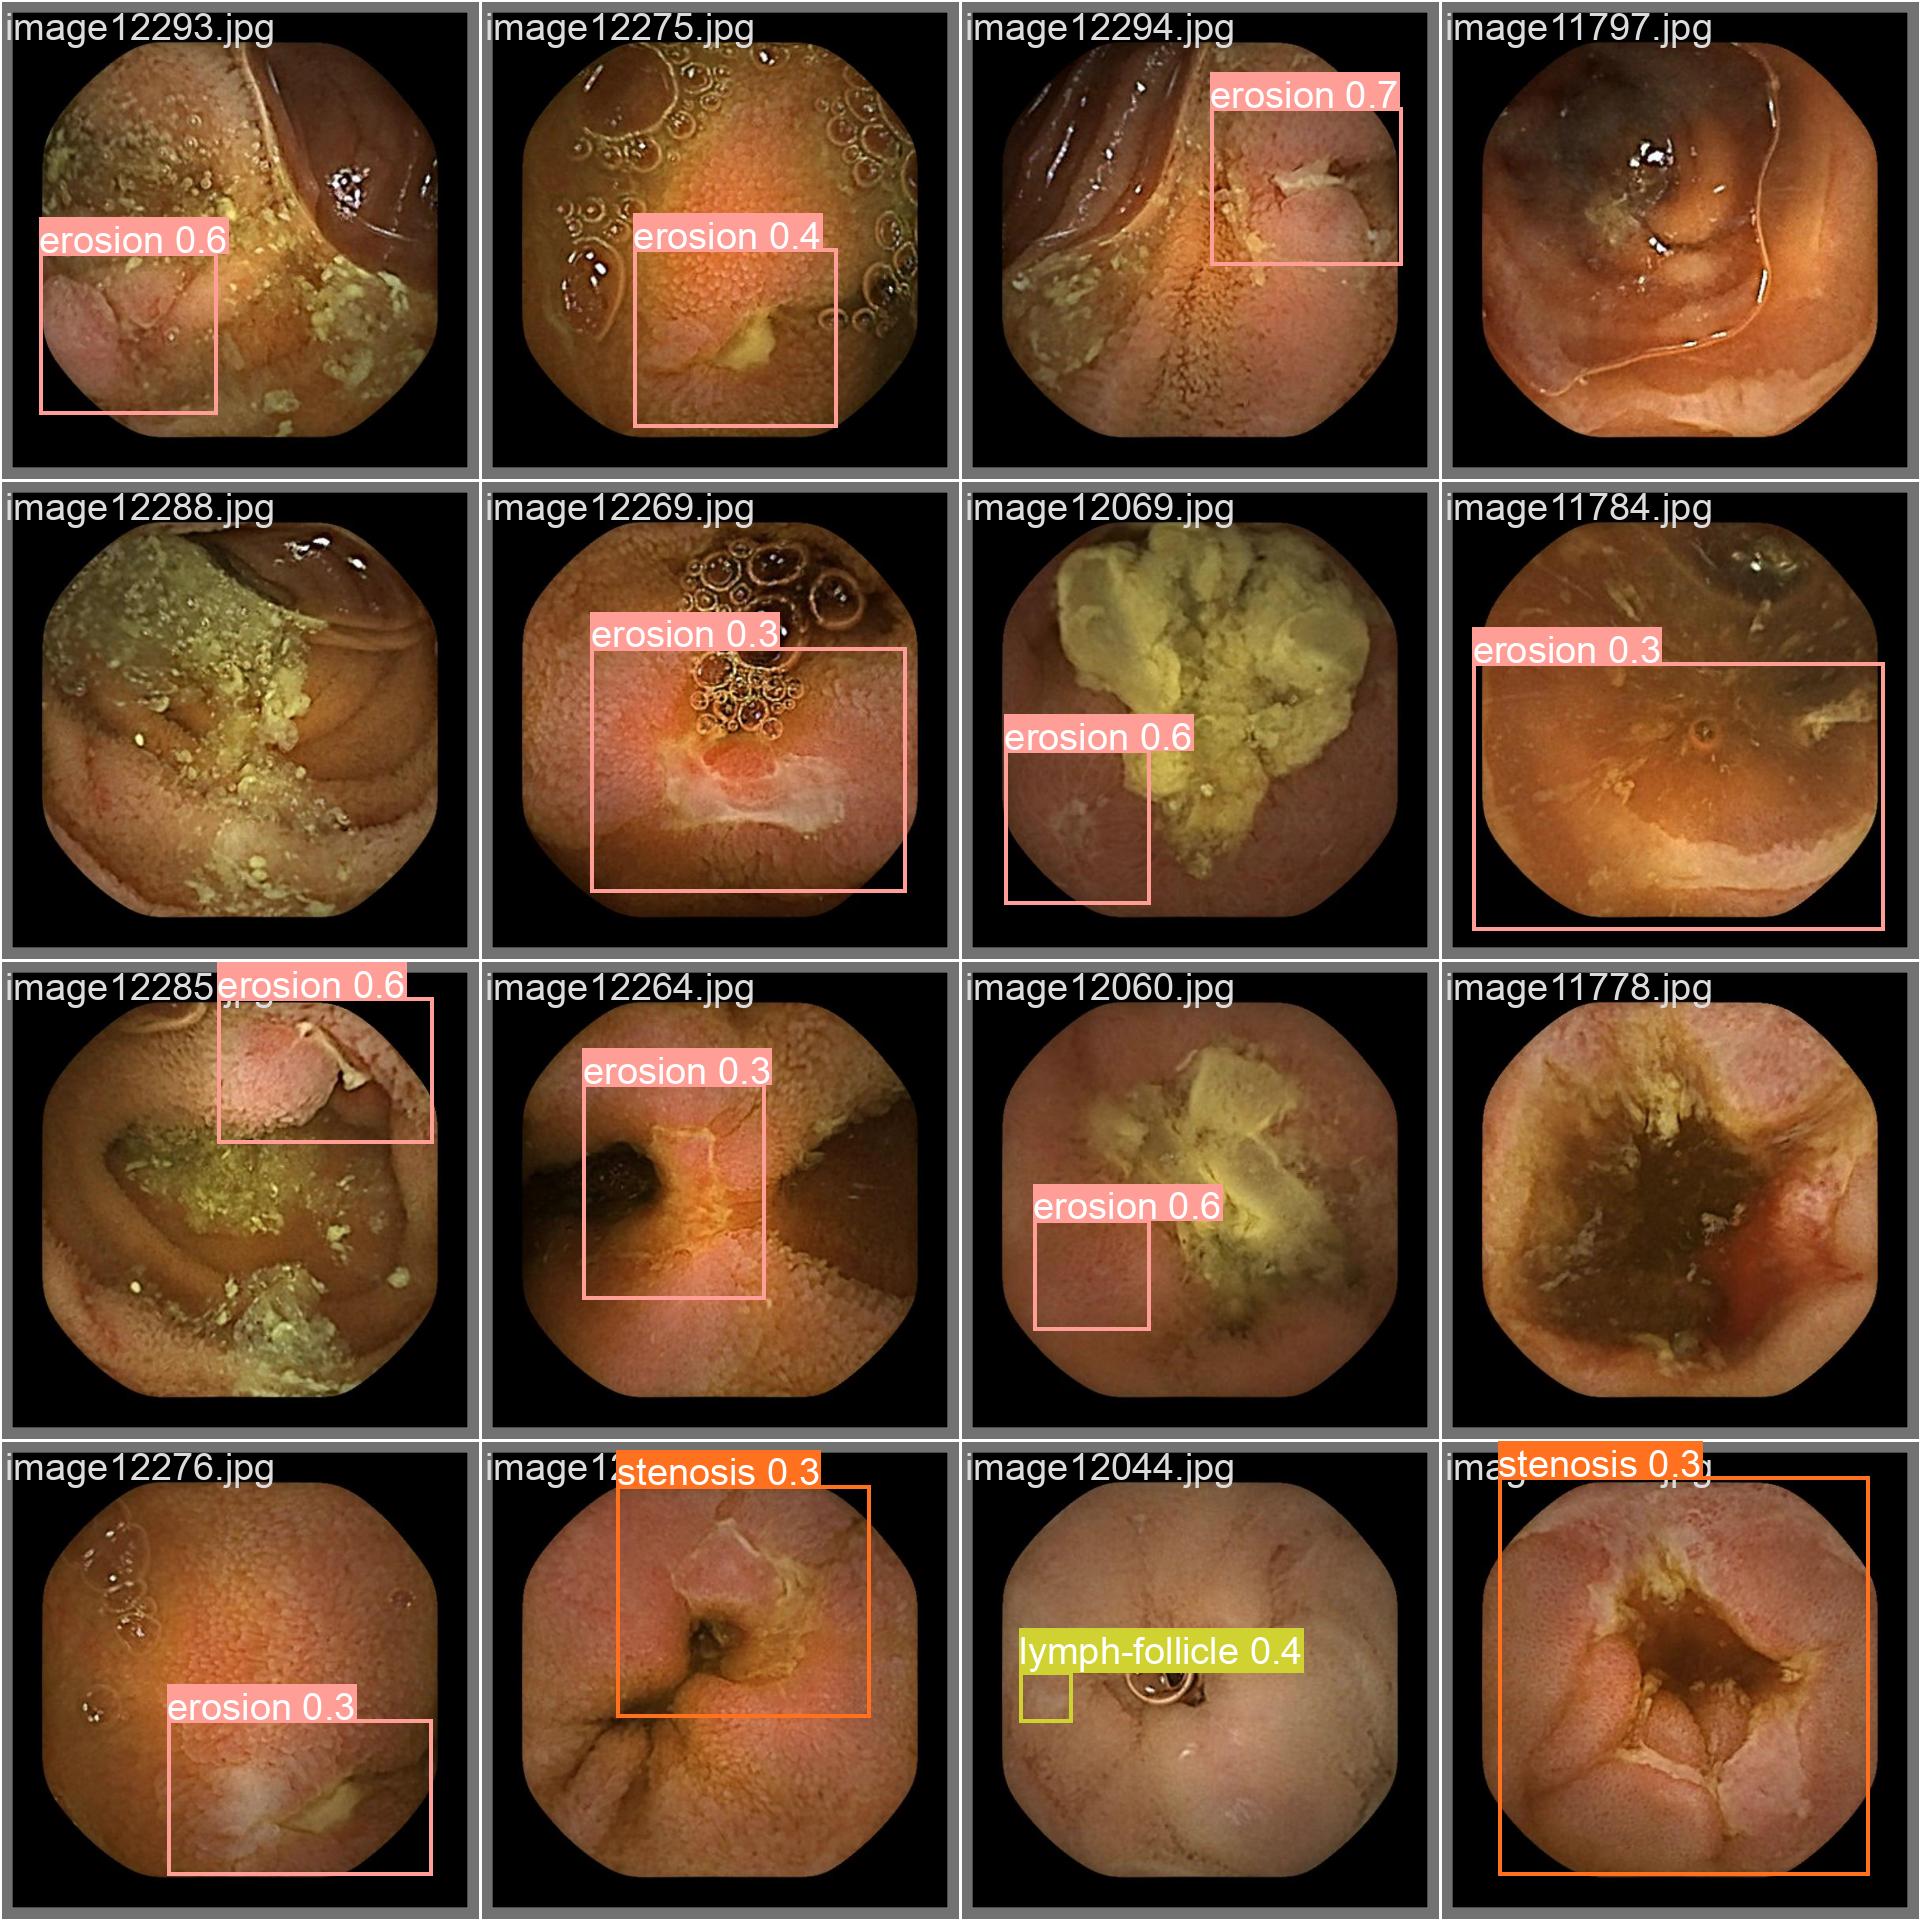 image12293.jpg
erosion 0.6
image12275.jpg
erosion 0.4
image12294.jpg
erosion 0.7
image11797.jpg
image12288.jpg
image12269.jpg
erosion 0.3
image12069.jpg
erosion 0.6
image11784.jpg
erosion 0.3
image12285
erosion 0.6
image12264.jpg
erosion 0.3
image12060.jpg
erosion 0.6
image11778.jpg
image12276.jpg
erosion 0.3
stenosis 0.3
image12044.jpg
lymph-follicle 0.4
stenosis 0.3